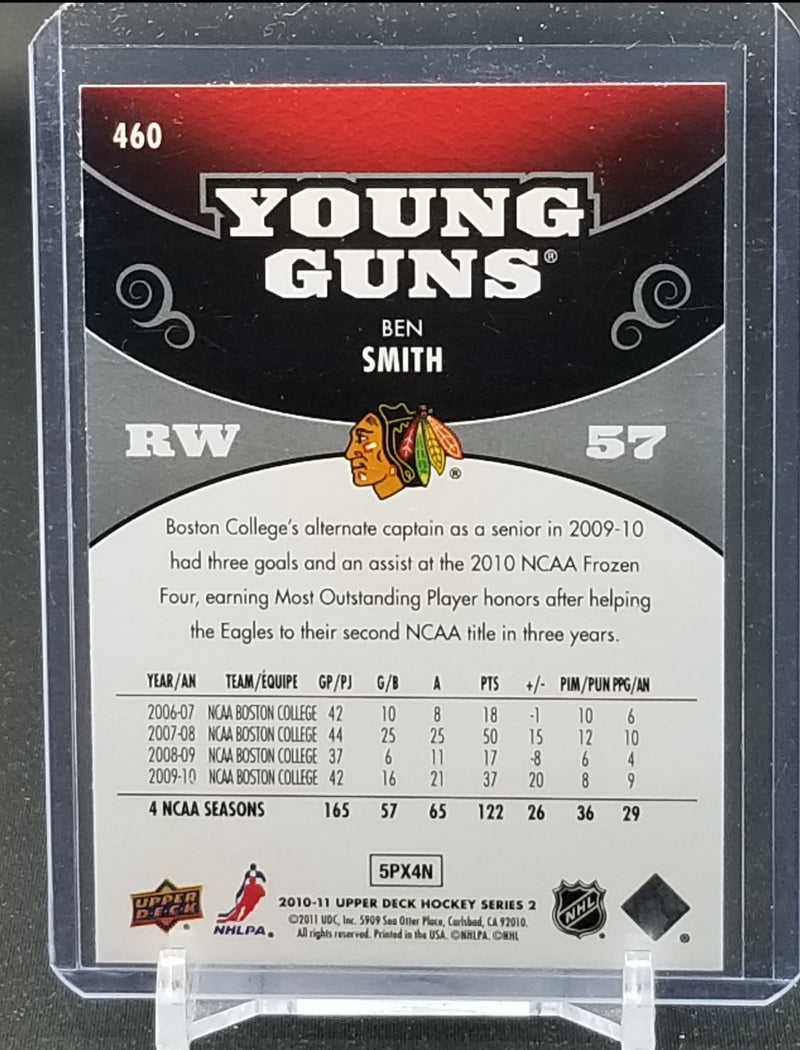 460
YOUNG
GUNS®
BEN
SMITH
RW
57
®
Boston College's alternate captain as a senior in 2009-10
had three goals and an assist at the 2010 NCAA Frozen
Four, earning Most Outstanding Player honors after helping
the Eagles to their second NCAA title in three years.
YEAR/AN TEAM/ÉQUIPE GP/PJ G/B A PTS +/- PIM/PUN PPG/AN
2006-07 NCAA BOSTON COLLEGE 42 10 8 18 -1 10 6
2007-08 NCAA BOSTON COLLEGE 44 25 25 50 15 12 10
2008-09 NCAA BOSTON COLLEGE 37 6 11 17 -8 6 4
2009-10 NCAA BOSTON COLLEGE 42 16 21 37 20 8 9
4 NCAA SEASONS 165 57 65 122 26 36 29
5PX4N
UPPER
DECK
®
NHLPA®
2010-11 UPPER DECK HOCKEY SERIES 2
©2011 UDC, Inc. 5909 Sea Otter Place, Carlsbad, CA 92010.
All rights reserved. Printed in the USA. ©NHLPA. ©NHL
NHL
®
®